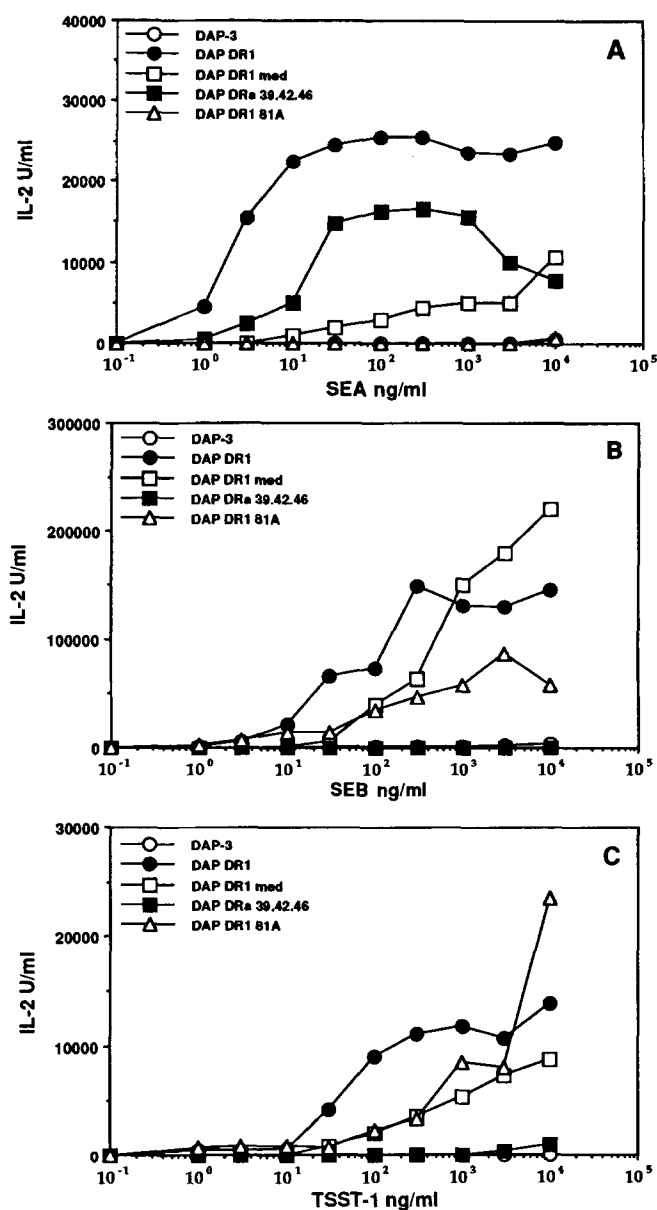 A
DAP-3
DAP DR1
DAP DR1 med
DAP DRa 39.42.46
DAP DR1 81A
IL-2 U/ml
40000
30000
20000
10000
0
10-1
100
101
102
103
104
105
SEA ng/ml
B
DAP-3
DAP DR1
DAP DR1 med
DAP DRa 39.42.46
DAP DR1 81A
IL-2 U/ml
300000
200000
100000
0
10-1
100
101
102
103
104
105
SEB ng/ml
C
DAP-3
DAP DR1
DAP DR1 med
DAP DRa 39.42.46
DAP DR1 81A
IL-2 U/ml
30000
20000
10000
0
10-1
100
101
102
103
104
105
TSST-1 ng/ml